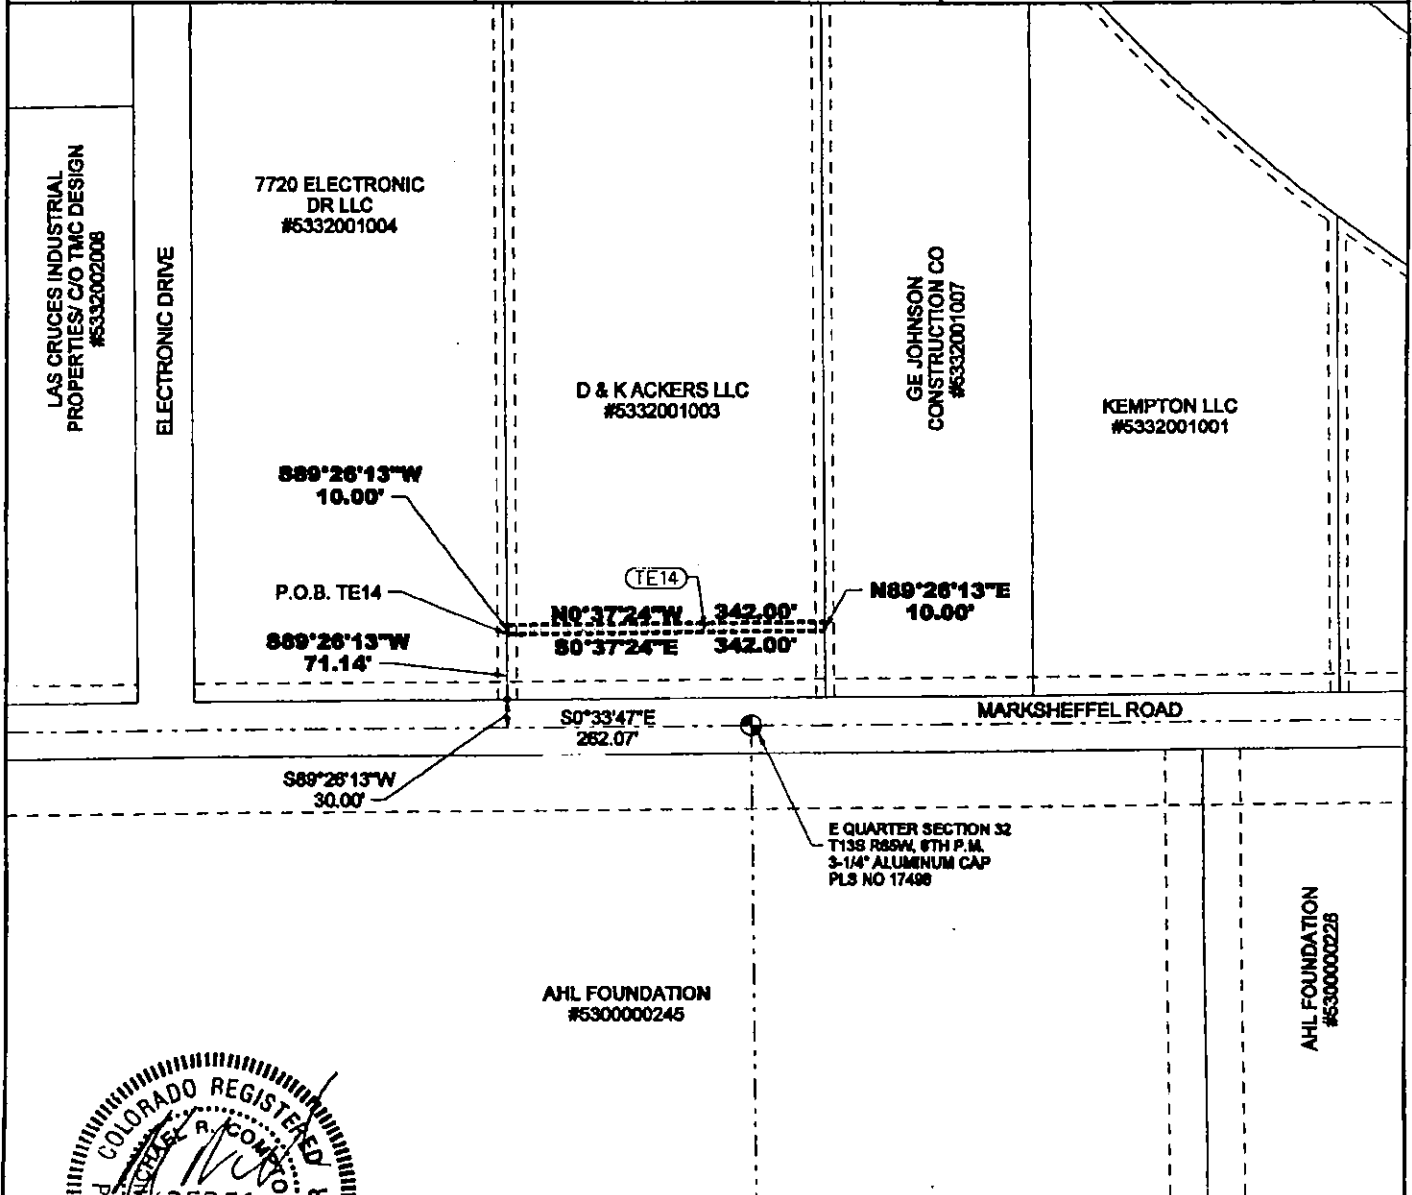 LAS CRUCES INDUSTRIAL
PROPERTIES/ C/O TMC DESIGN
#5332002008
ELECTRONIC DRIVE
7720 ELECTRONIC
DR LLC
#5332001004
D & K ACKERS LLC
#5332001003
GE JOHNSON
CONSTRUCTION CO
#5332001007
KEMPTON LLC
#5332001001
S89°26'13"W
10.00'
P.O.B. TE14
S89°26'13"W
71.14'
TE14
N0°37'24"W 342.00'
S0°37'24"E 342.00'
N89°26'13"E
10.00'
S0°33'47"E
262.07'
MARKSHEFFEL ROAD
S89°26'13"W
30.00'
E QUARTER SECTION 32
T13S R65W, 6TH P.M.
3-1/4" ALUMINUM CAP
PLS NO 17496
AHL FOUNDATION
#5300000245
AHL FOUNDATION
#5300000228
COLORADO REGISTERED
MICHAEL R. COMPTO